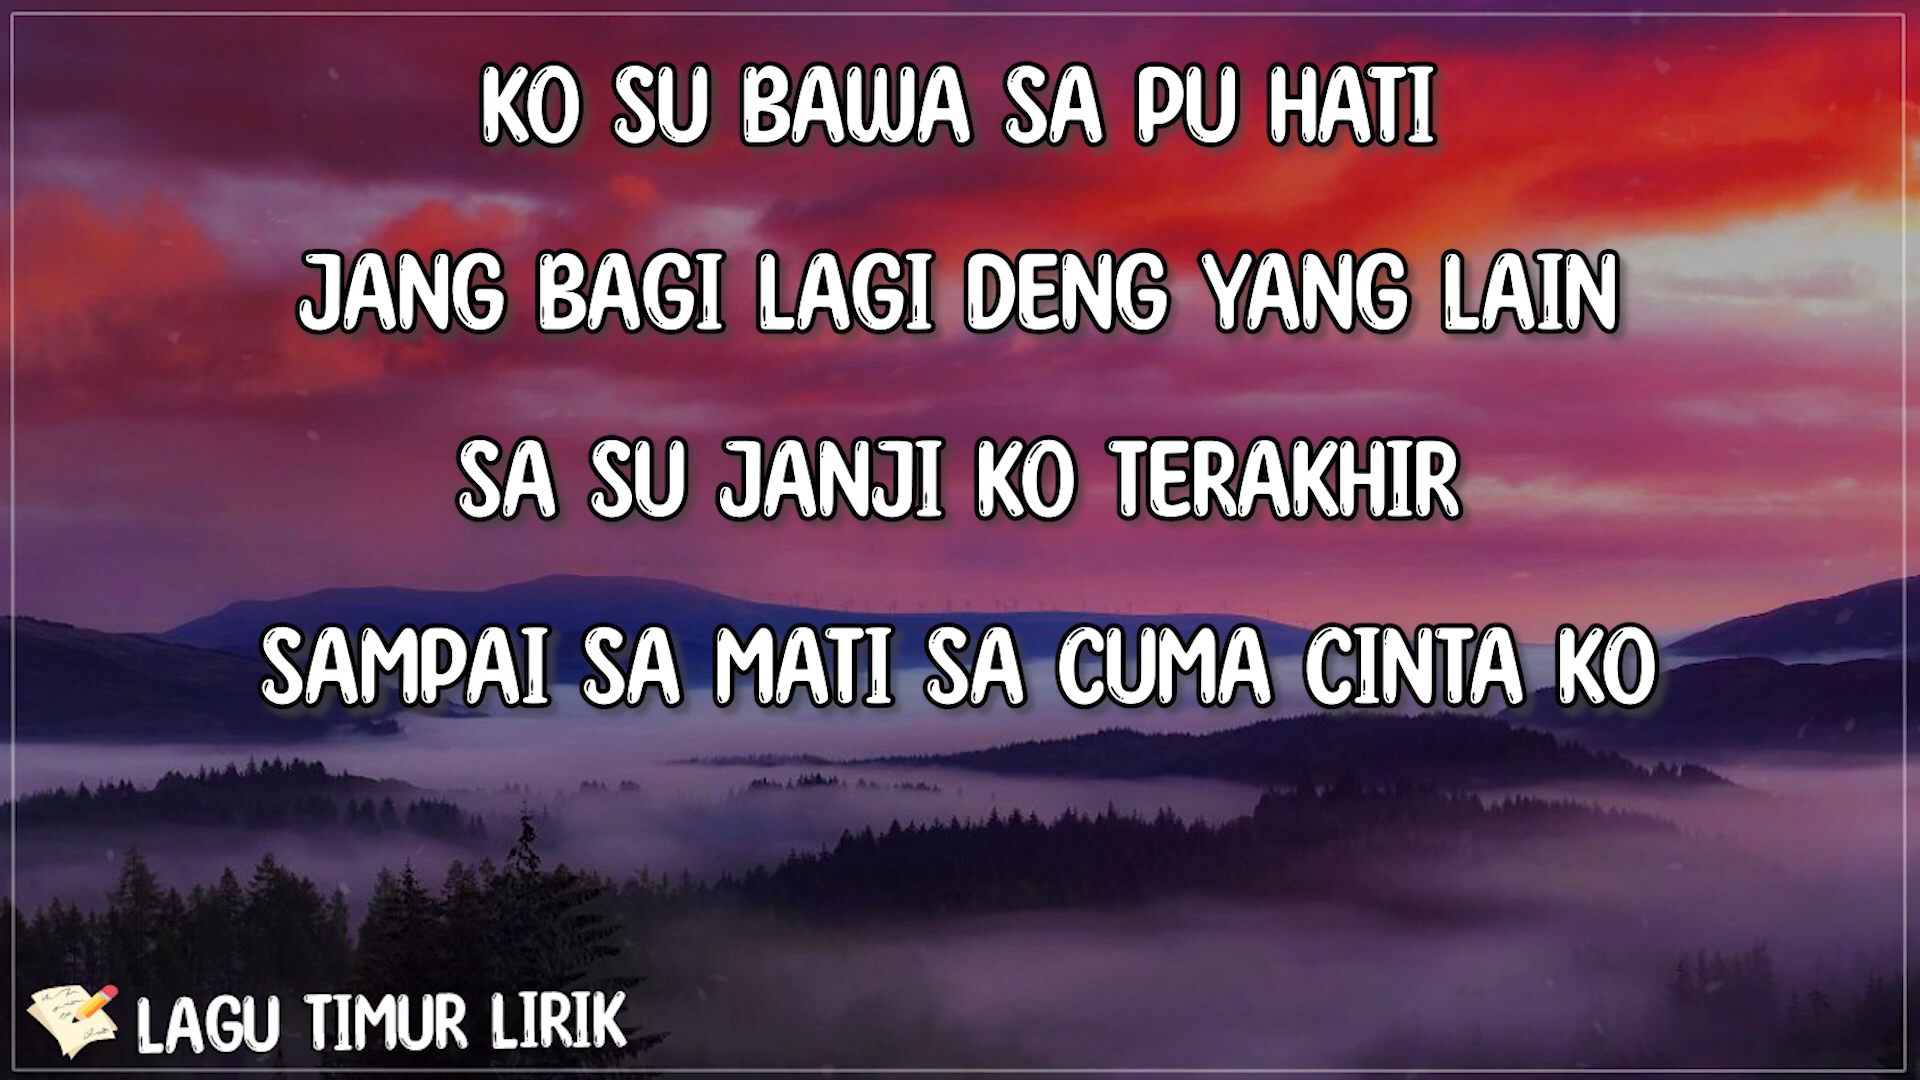 KO SU BAWA SA PU HATI
JANG BAGI LAGI DENG YANG LAIN
SA SU JANJI KO TERAKHIR
SAMPAI SA MATI SA CUMA CINTA KO
LAGU TIMUR LIRIK